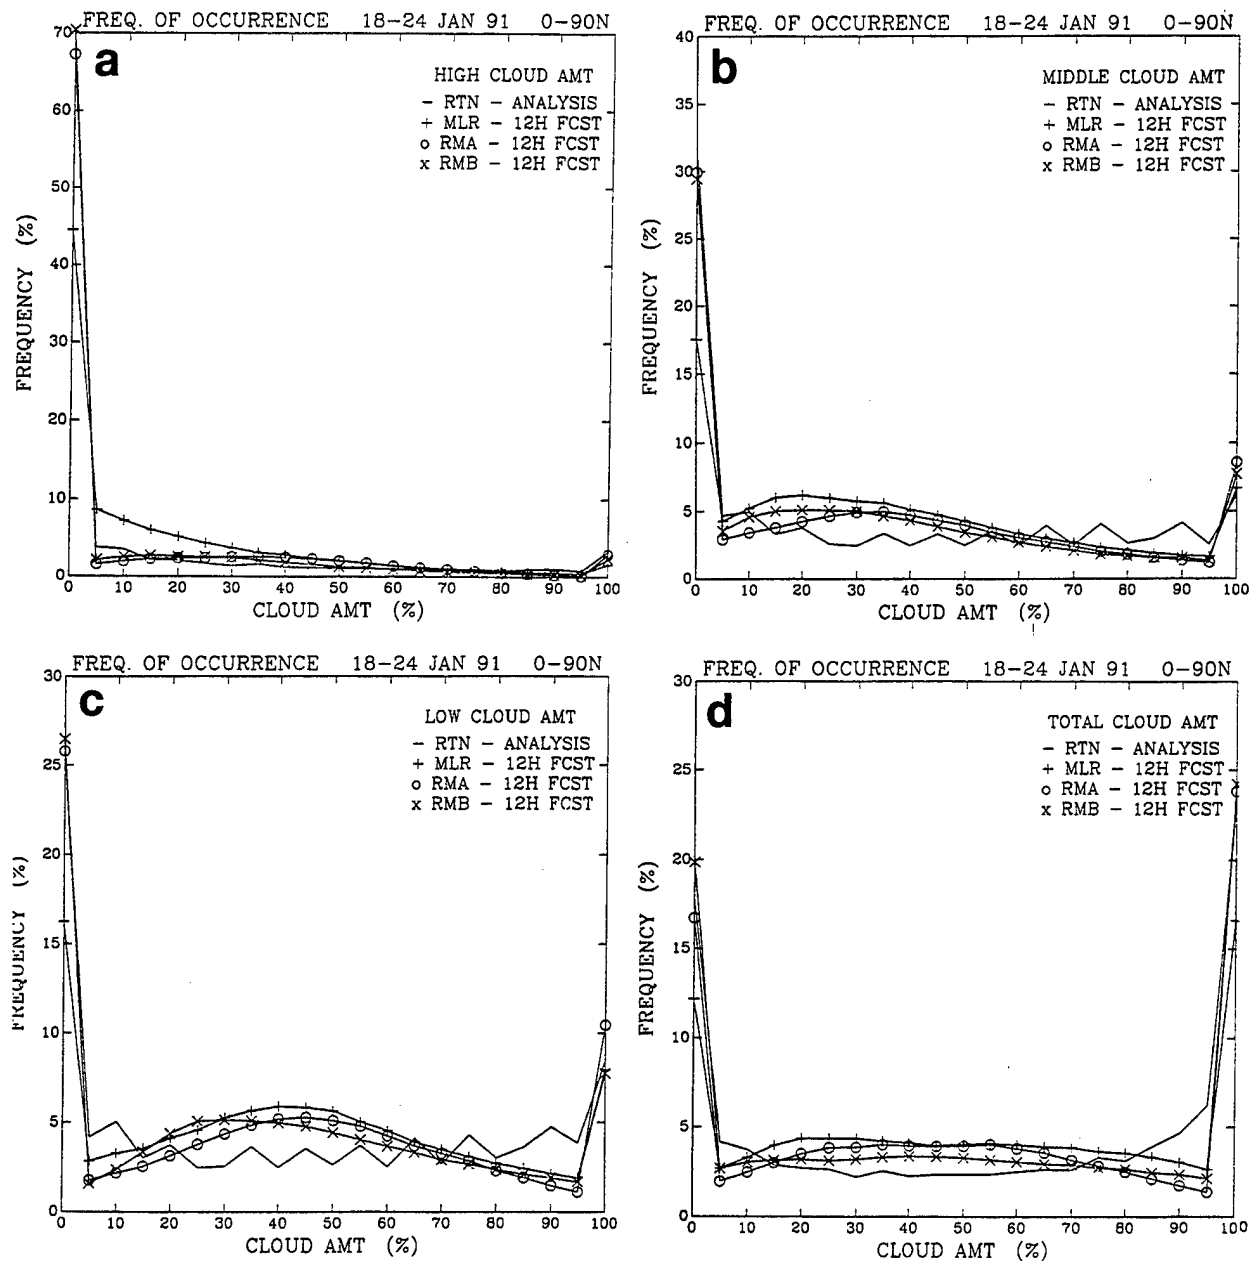 FREQ. OF OCCURRENCE 18-24 JAN 91 0-90N
a
HIGH CLOUD AMT
- RTN - ANALYSIS
+ MLR - 12H FCST
o RMA - 12H FCST
x RMB - 12H FCST
70
60
50
40
30
20
10
0
FREQUENCY (%)
0 10 20 30 40 50 60 70 80 90 100
CLOUD AMT (%)
FREQ. OF OCCURRENCE 18-24 JAN 91 0-90N
b
MIDDLE CLOUD AMT
- RTN - ANALYSIS
+ MLR - 12H FCST
o RMA - 12H FCST
x RMB - 12H FCST
40
35
30
25
20
15
10
5
0
FREQUENCY (%)
0 10 20 30 40 50 60 70 80 90 100
CLOUD AMT (%)
FREQ. OF OCCURRENCE 18-24 JAN 91 0-90N
c
LOW CLOUD AMT
- RTN - ANALYSIS
+ MLR - 12H FCST
o RMA - 12H FCST
x RMB - 12H FCST
30
25
20
15
10
5
0
FREQUENCY (%)
0 10 20 30 40 50 60 70 80 90 100
CLOUD AMT (%)
FREQ. OF OCCURRENCE 18-24 JAN 91 0-90N
d
TOTAL CLOUD AMT
- RTN - ANALYSIS
+ MLR - 12H FCST
o RMA - 12H FCST
x RMB - 12H FCST
30
25
20
15
10
5
0
FREQUENCY (%)
0 10 20 30 40 50 60 70 80 90 100
CLOUD AMT (%)